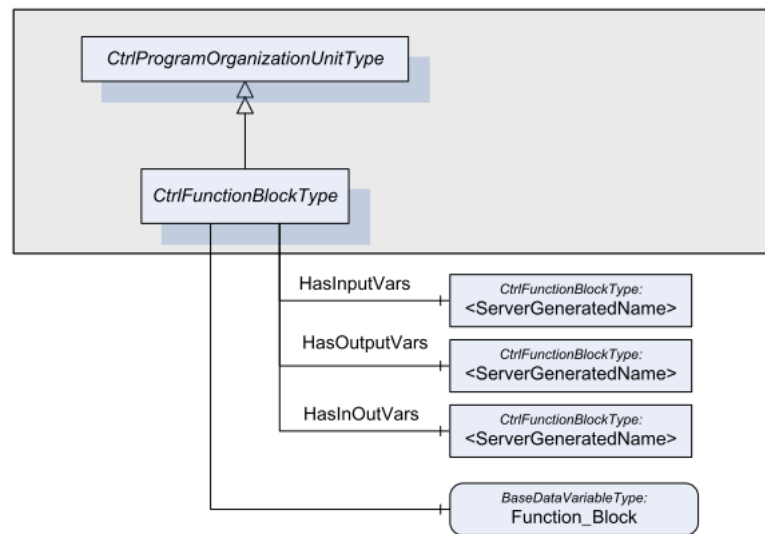 CtrlProgramOrganizationUnitType
CtrlFunctionBlockType
HasInputVars
CtrlFunctionBlockType:
<ServerGeneratedName>
HasOutputVars
CtrlFunctionBlockType:
<ServerGeneratedName>
HasInOutVars
CtrlFunctionBlockType:
<ServerGeneratedName>
BaseDataVariableType:
Function_Block